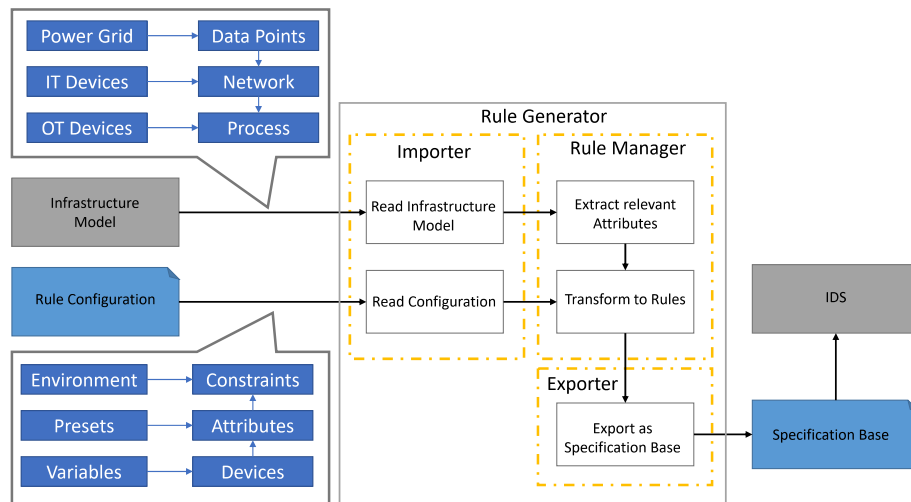 Power Grid
Data Points
IT Devices
Network
OT Devices
Process
Rule Generator
Importer
Rule Manager
Infrastructure
Model
Read Infrastructure
Model
Extract relevant
Attributes
Rule Configuration
Read Configuration
Transform to Rules
IDS
Environment
Constraints
Presets
Attributes
Variables
Devices
Exporter
Export as
Specification Base
Specification Base